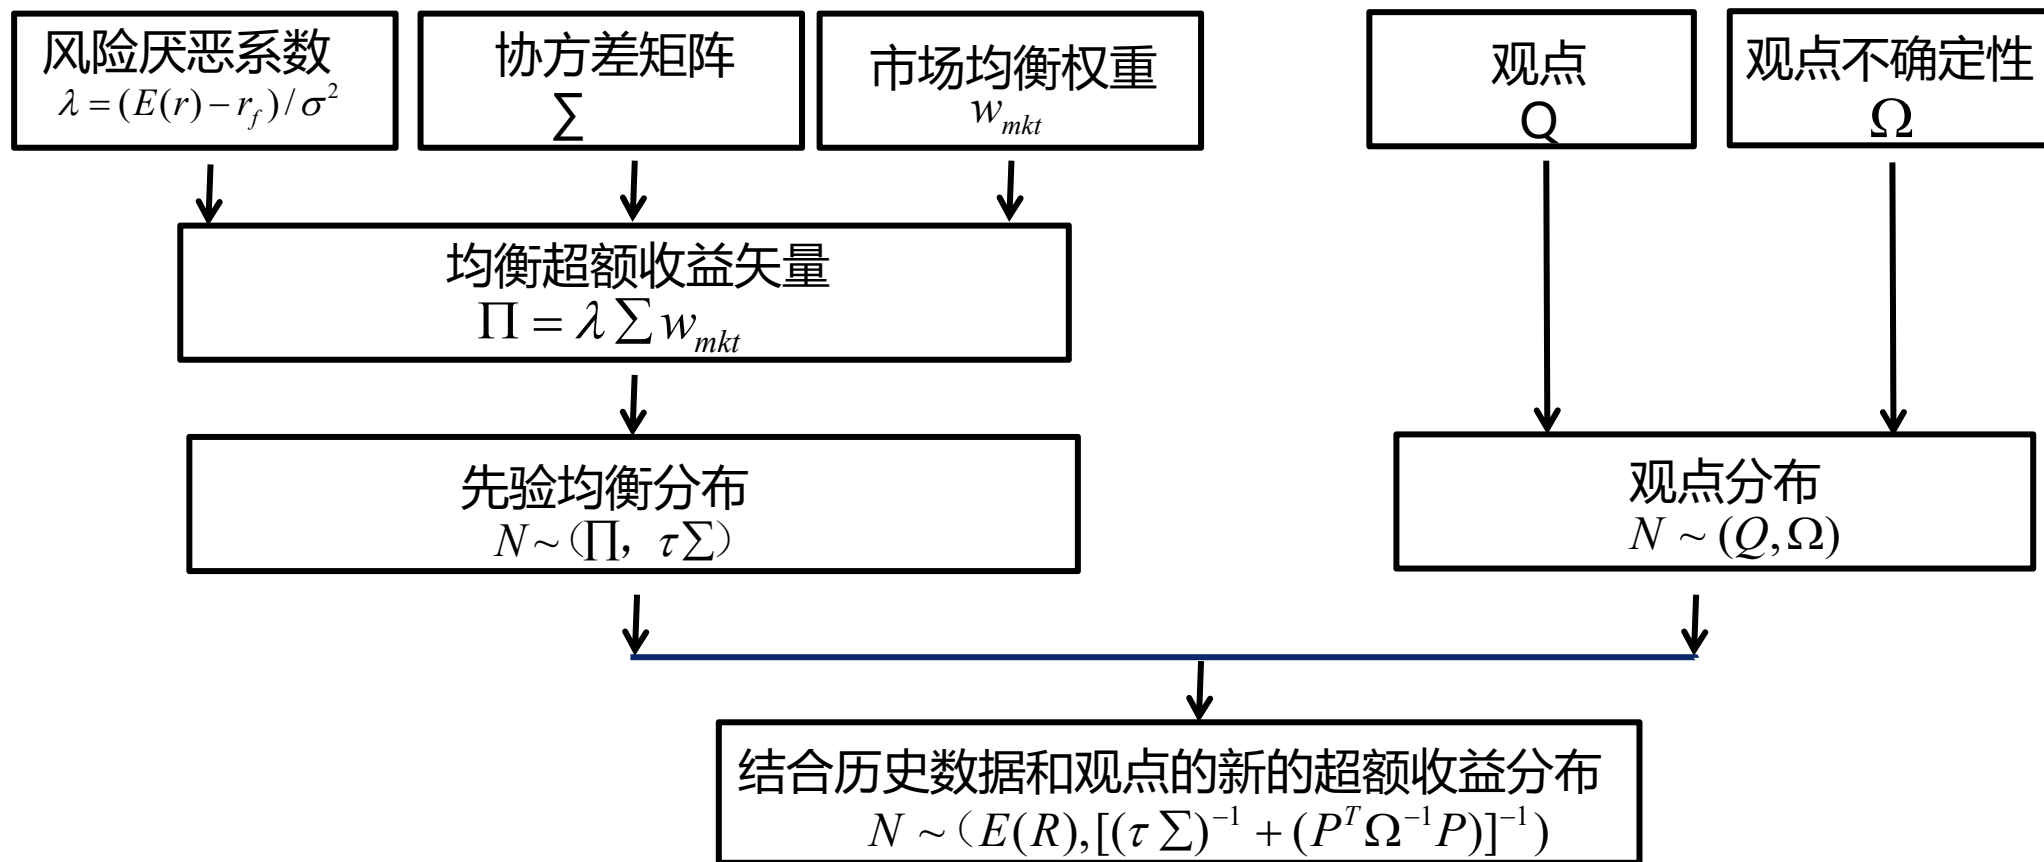 风险厌恶系数
λ = (E(r) − r_f) / σ²
协方差矩阵
∑
市场均衡权重
w_mkt
观点
Q
观点不确定性
Ω
均衡超额收益矢量
Π = λ∑w_mkt
先验均衡分布
N ~ (∏, τ∑)
观点分布
N ~ (Q, Ω)
结合历史数据和观点的新的超额收益分布
N ~ (E(R), [(τ∑)⁻¹ + (PᵀΩ⁻¹P)]⁻¹)